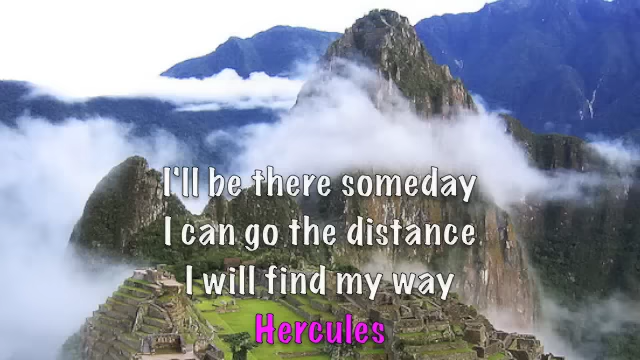 I'll be there someday
I can go the distance
I will find my way
Hercules